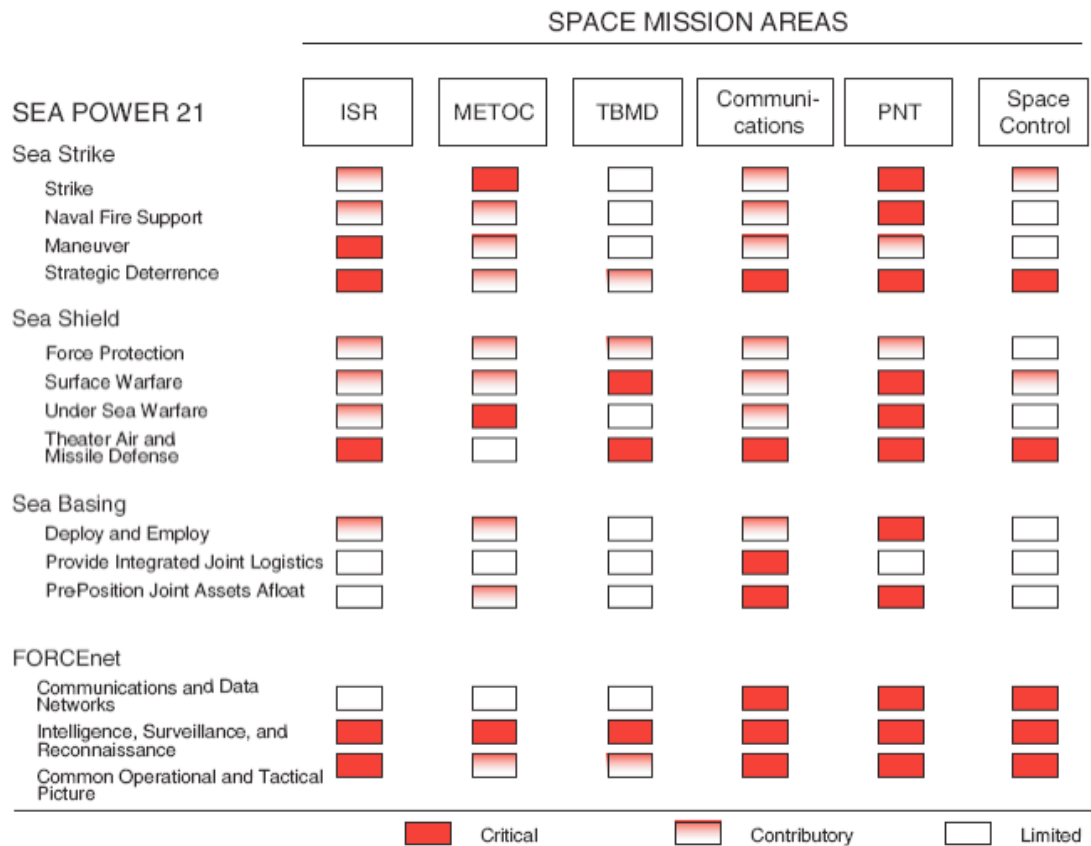 SPACE MISSION AREAS
SEA POWER 21
ISR
METOC
TBMD
Communi-
cations
PNT
Space
Control
Sea Strike
Strike
Naval Fire Support
Maneuver
Strategic Deterrence
Sea Shield
Force Protection
Surface Warfare
Under Sea Warfare
Theater Air and
Missile Defense
Sea Basing
Deploy and Employ
Provide Integrated Joint Logistics
Pre-Position Joint Assets Afloat
FORCEnet
Communications and Data
Networks
Intelligence, Surveillance, and
Reconnaissance
Common Operational and Tactical
Picture
Critical
Contributory
Limited